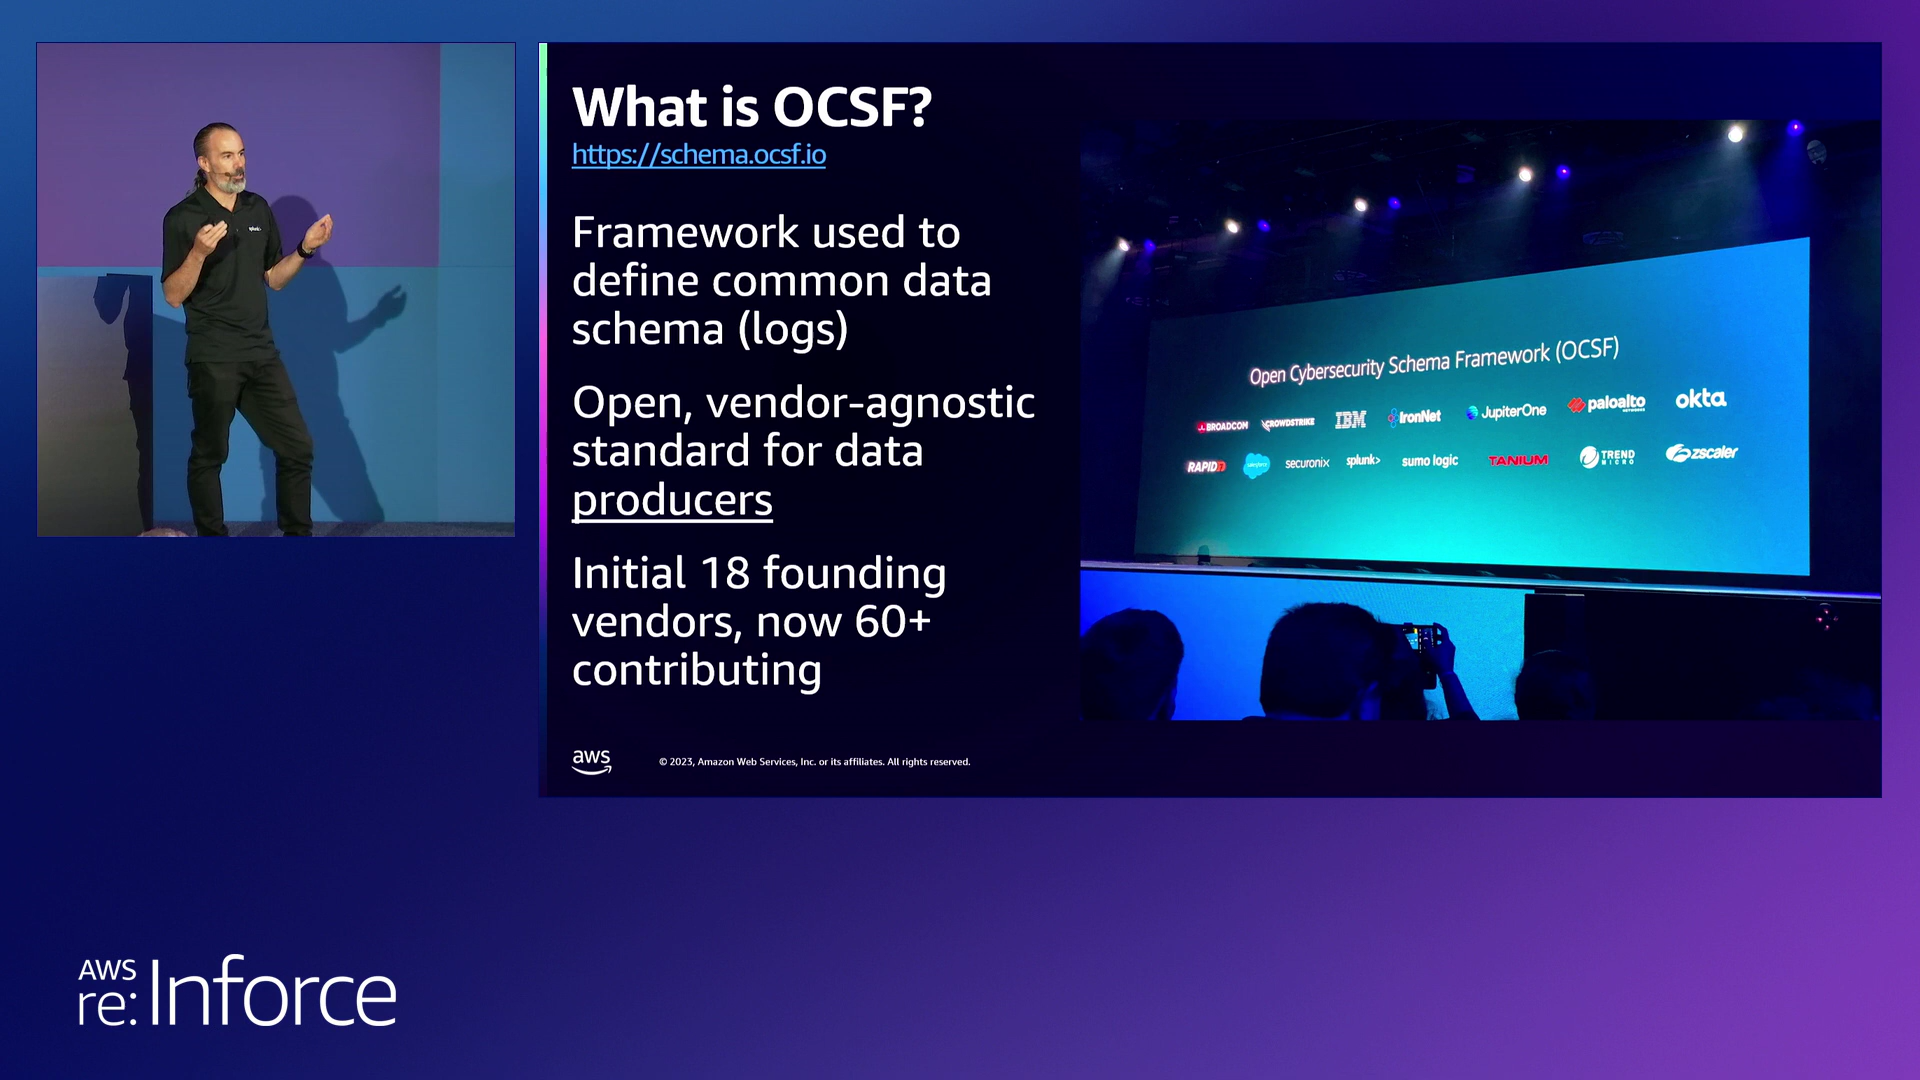 What is OCSF?
https://schema.ocsf.io
Framework used to
define common data
schema (logs)
Open, vendor-agnostic
standard for data
producers
Initial 18 founding
vendors, now 60+
contributing
Open Cybersecurity Schema Framework (OCSF)
BROADCOM CROWDSTRIKE IBM IronNet JupiterOne paloalto NETWORKS okta
RAPID7 salesforce securonix splunk> sumo logic TANIUM TREND MICRO zscaler
aws
© 2023, Amazon Web Services, Inc. or its affiliates. All rights reserved.
splunk>
AWS
re:Inforce